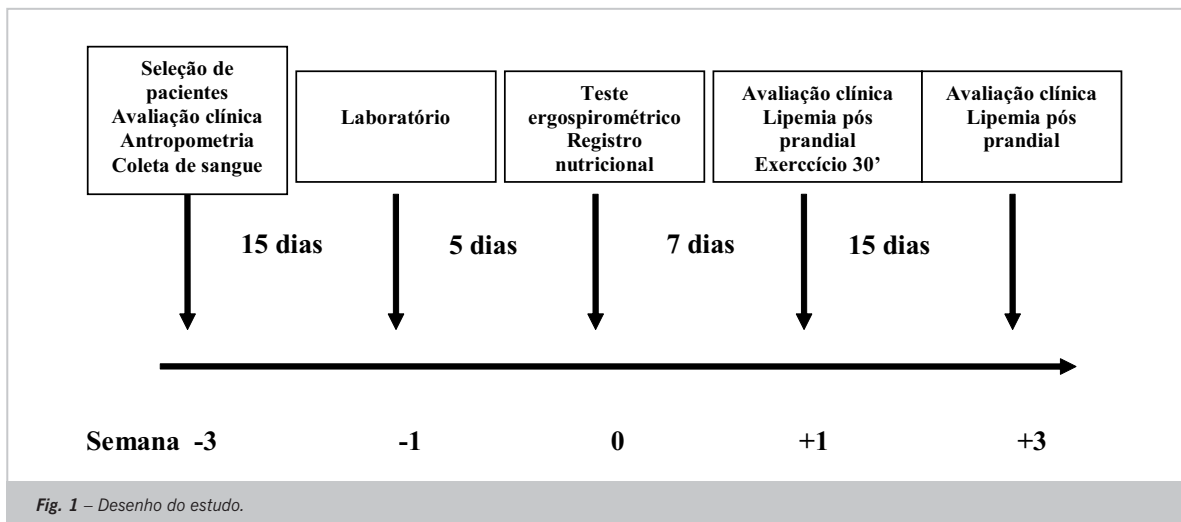 Seleção de
pacientes
Avaliação clínica
Antropometria
Coleta de sangue
Laboratório
Teste
ergospirométrico
Registro
nutricional
Avaliação clínica
Lipemia pós
prandial
Exerccício 30’
Avaliação clínica
Lipemia pós
prandial
15 dias
5 dias
7 dias
15 dias
Semana -3
-1
0
+1
+3
Fig. 1 – Desenho do estudo.